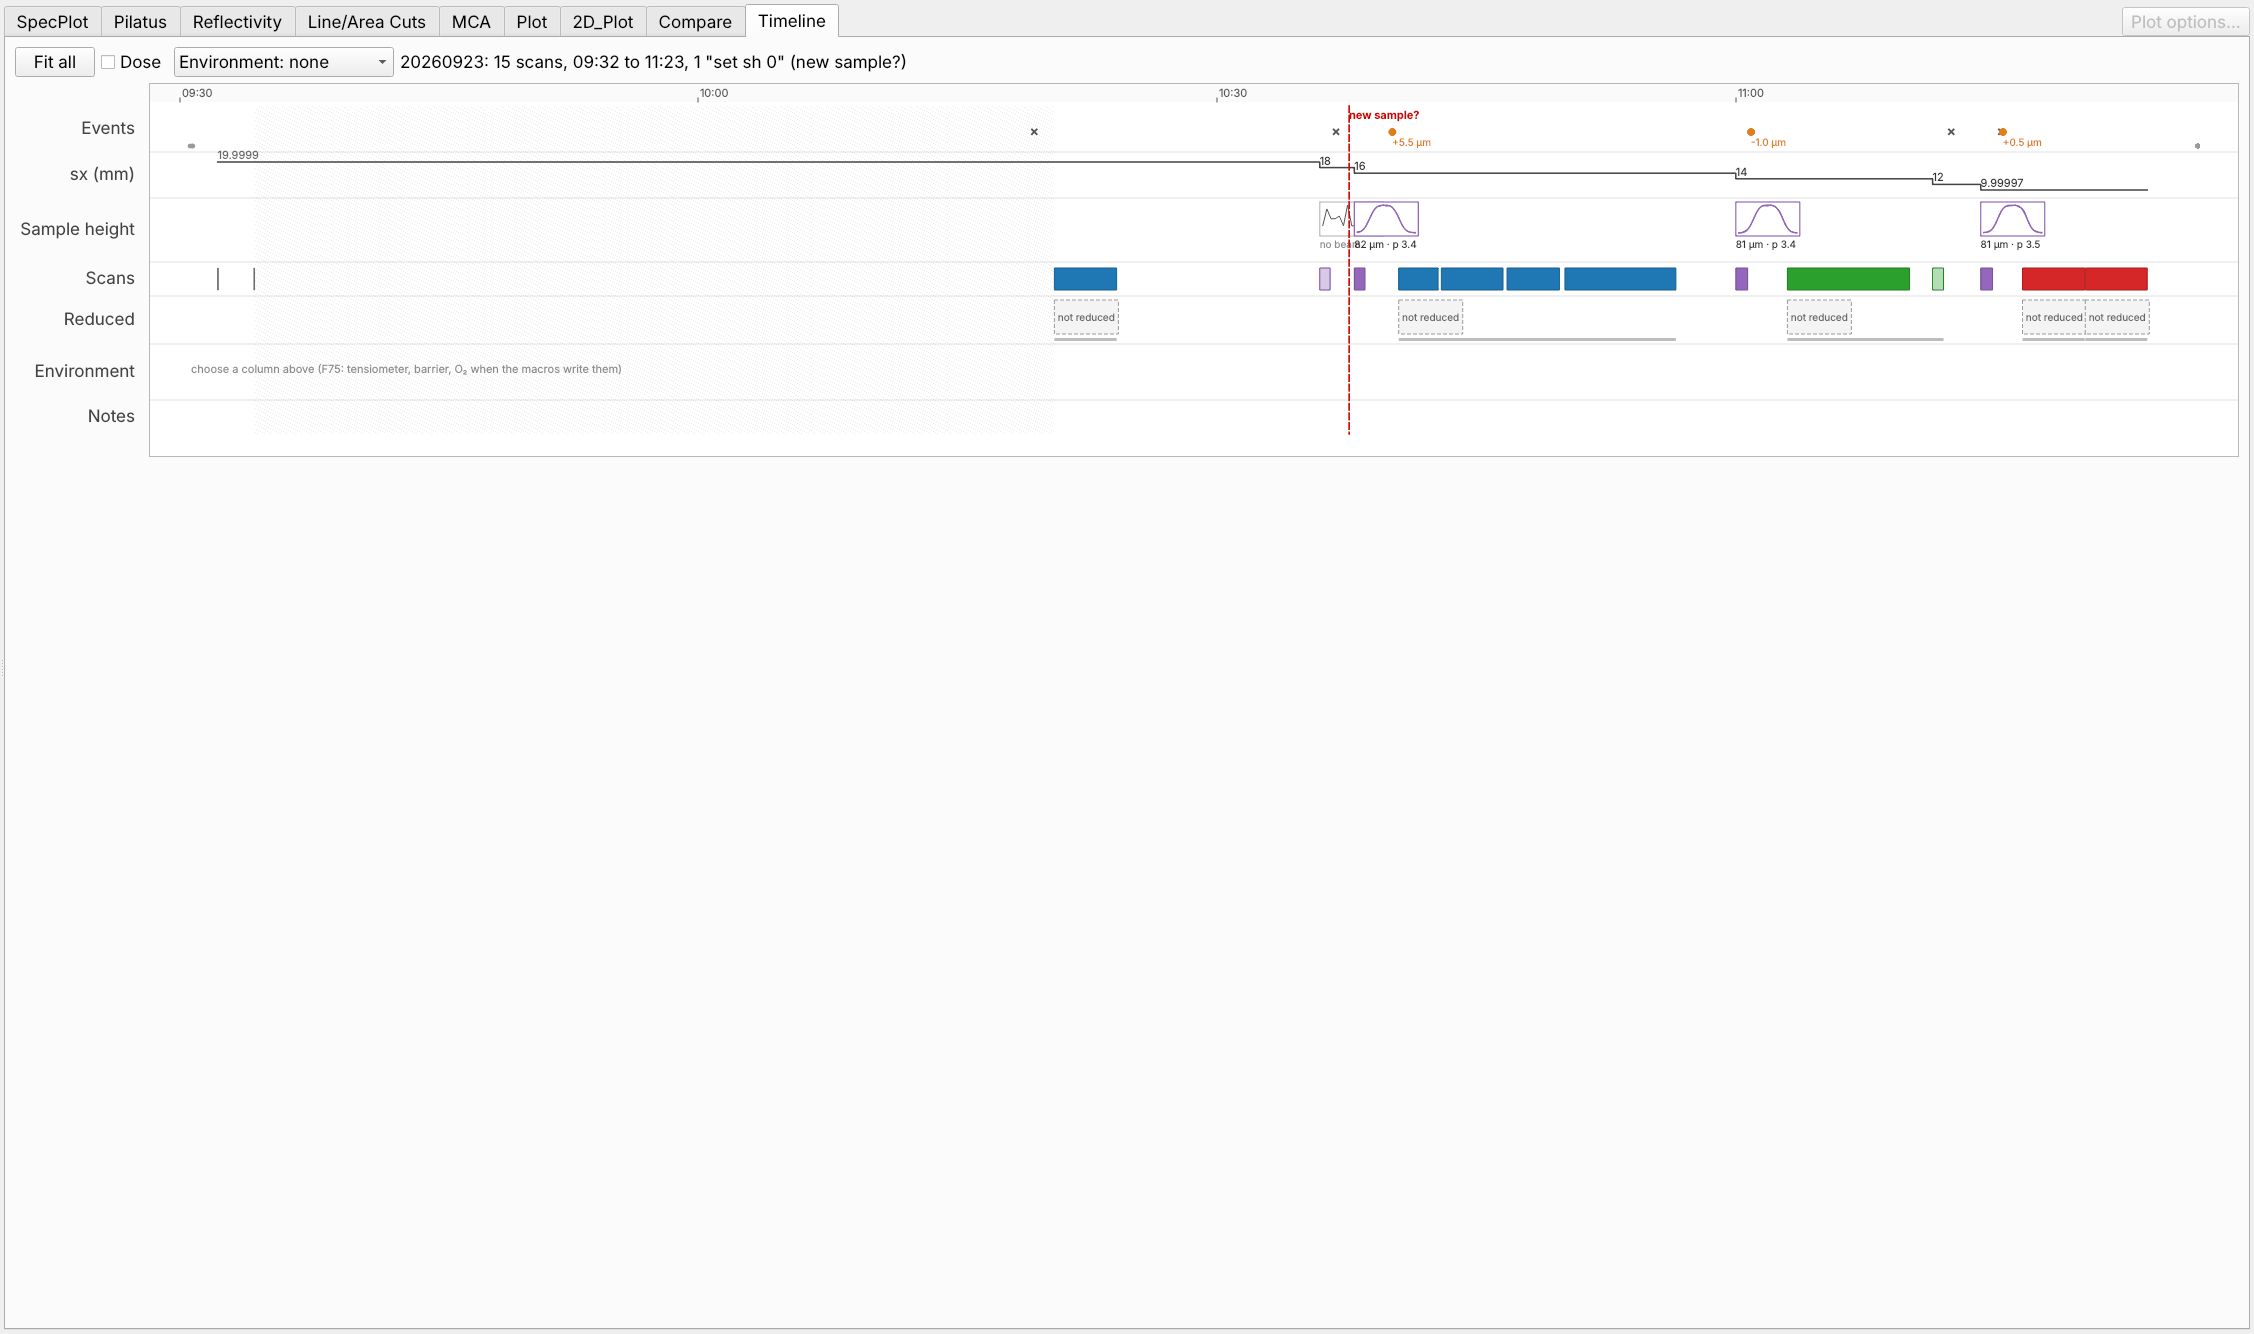 SpecPlot Pilatus Reflectivity Line/Area Cuts MCA Plot 2D_Plot Compare Timeline Plot options...
Fit all Dose Environment: none 20260923: 15 scans, 09:32 to 11:23, 1 "set sh 0" (new sample?)
09:30 10:00 10:30 11:00
Events new sample?
+5.5 µm -1.0 µm +0.5 µm
sx (mm) 19.9999 18 16 14 12 9.99997
Sample height
82 µm · p 3.4 81 µm · p 3.4 81 µm · p 3.5
Scans
Reduced not reduced not reduced not reduced not reduced not reduced
Environment choose a column above (F75: tensiometer, barrier, O₂ when the macros write them)
Notes